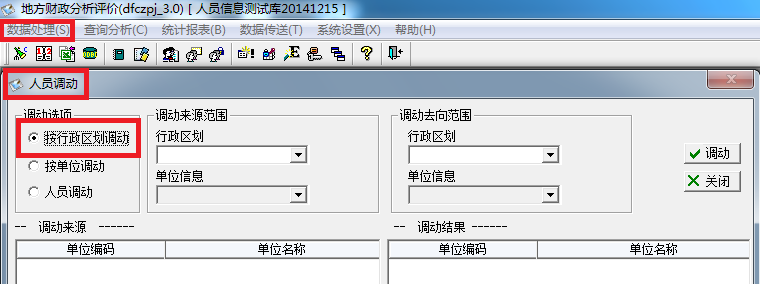 地方财政分析评价(dfczpj_3.0) [ 人员信息测试库20141215 ]
数据处理(S) 查询分析(C) 统计报表(B) 数据传送(T) 系统设置(X) 帮助(H)
人员调动
调动选项 调动来源范围 调动去向范围
按行政区划调动 行政区划 行政区划
调动
按单位调动 单位信息 单位信息
关闭
人员调动
-- 调动来源 ------ -- 调动结果 ------
单位编码 单位名称 单位编码 单位名称